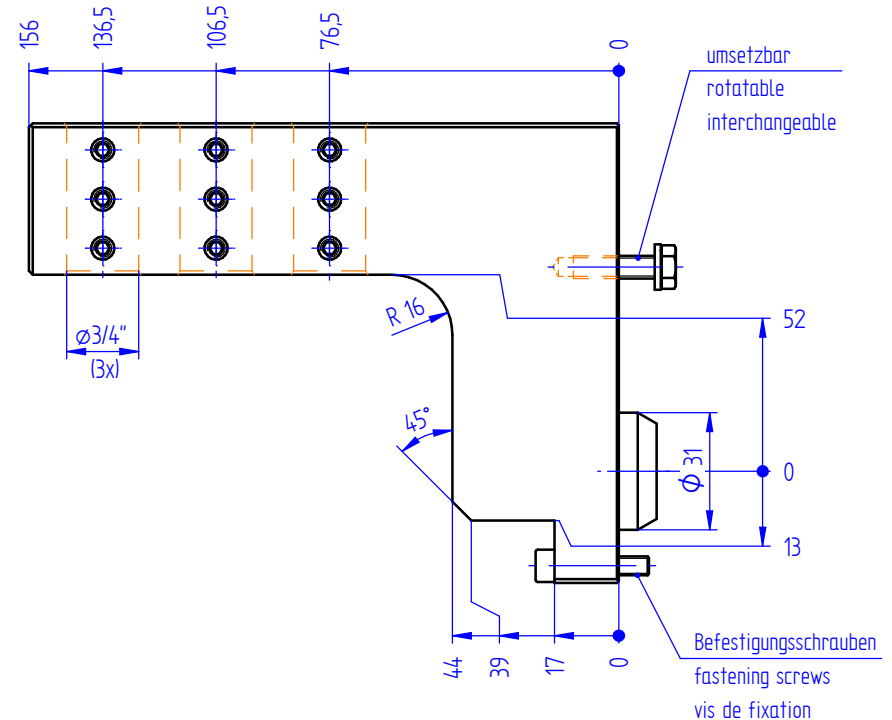 156
136,5
106,5
76,5
0
umsetzbar
rotatable
interchangeable
R 16
52
Ø3/4"
(3x)
45°
Φ 31
0
13
44
39
17
0
Befestigungsschrauben
fastening screws
vis de fixation